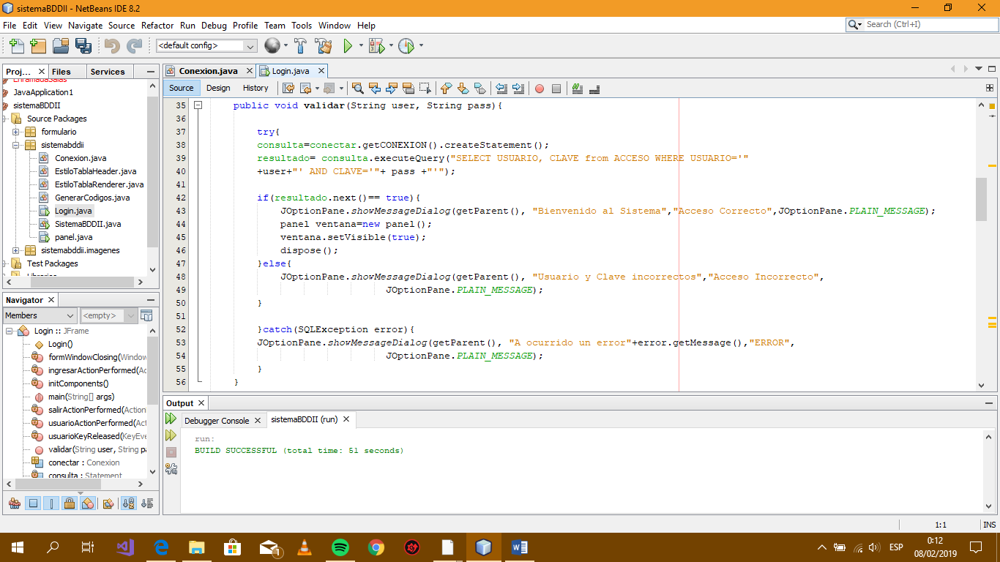 sistemaBDDII - NetBeans IDE 8.2
File Edit View Navigate Source Refactor Run Debug Profile Team Tools Window Help
Search (Ctrl+I)
<default config>
Proj... Files Services
EnramadaSalas
JavaApplication1
sistemaBDDII
Source Packages
formulario
sistemabddii
Conexion.java
EstiloTablaHeader.java
EstiloTablaRenderer.java
GenerarCodigos.java
Login.java
SistemaBDDII.java
panel.java
sistemabddii.imagenes
Test Packages
Navigator
Members <empty>
Login :: JFrame
Login()
formWindowClosing(Window
ingresarActionPerformed(Ac
initComponents()
main(String[] args)
salirActionPerformed(Action
usuarioActionPerformed(Act
usuarioKeyReleased(KeyEve
validar(String user, String pa
conectar : Conexion
consulta : Statement
Conexion.java Login.java
Source Design History
35 public void validar(String user, String pass){
36
37 try{
38 consulta=conectar.getCONEXION().createStatement();
39 resultado= consulta.executeQuery("SELECT USUARIO, CLAVE from ACCESO WHERE USUARIO='"
40 +user+"' AND CLAVE='"+ pass +"'");
41
42 if(resultado.next()== true){
43 JOptionPane.showMessageDialog(getParent(), "Bienvenido al Sistema","Acceso Correcto",JOptionPane.PLAIN_MESSAGE);
44 panel ventana=new panel();
45 ventana.setVisible(true);
46 dispose();
47 }else{
48 JOptionPane.showMessageDialog(getParent(), "Usuario y Clave incorrectos","Acceso Incorrecto",
49 JOptionPane.PLAIN_MESSAGE);
50 }
51
52 }catch(SQLException error){
53 JOptionPane.showMessageDialog(getParent(), "A ocurrido un error"+error.getMessage(),"ERROR",
54 JOptionPane.PLAIN_MESSAGE);
55 }
56 }
Output
Debugger Console sistemaBDDII (run)
run:
BUILD SUCCESSFUL (total time: 51 seconds)
1:1 INS
1
ESP
0:12
08/02/2019